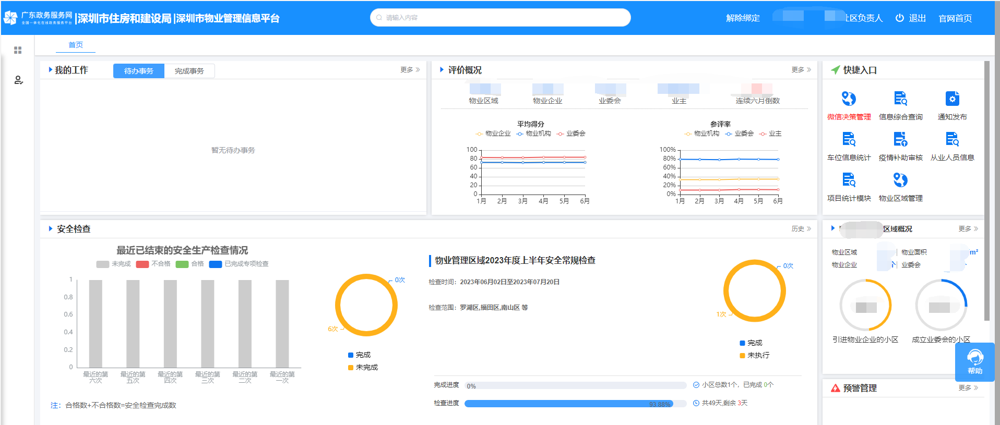 广东政务服务网
全国一体化在线政务服务平台
|深圳市住房和建设局|深圳市物业管理信息平台
请输入内容
解除绑定
社区负责人
退出
官网首页
首页
我的工作
待办事务
完成事务
更多
暂无待办事务
评价概况
更多
物业区域
物业企业
业委会
业主
连续六月倒数
平均得分
物业企业
物业机构
业委会
100
80
60
40
20
0
1月
2月
3月
4月
5月
6月
参评率
物业机构
业委会
业主
100%
80%
60%
40%
20%
0%
1月
2月
3月
4月
5月
6月
快捷入口
微信决策管理
信息综合查询
通知发布
车位信息统计
疫情补助审核
从业人员信息
项目统计模块
物业区域管理
安全检查
历史
最近已结束的安全生产检查情况
未完成
不合格
合格
已完成专项检查
1
0.8
0.6
0.4
0.2
0
最近的第六次
最近的第五次
最近的第四次
最近的第三次
最近的第二次
最近的第一次
0次
6次
完成
未完成
注：合格数+不合格数=安全检查完成数
物业管理区域2023年度上半年安全常规检查
检查时间：2023年06月02日至2023年07月20日
检查范围：罗湖区,福田区,南山区 等
0次
1次
完成
未执行
完成进度
0%
小区总数1个，已完成 0个
检查进度
93.88%
共49天,剩余 3天
区域概况
更多
物业区域
物业面积
m²
物业企业
个
业委会
引进物业企业的小区
成立业委会的小区
帮助
预警管理
更多